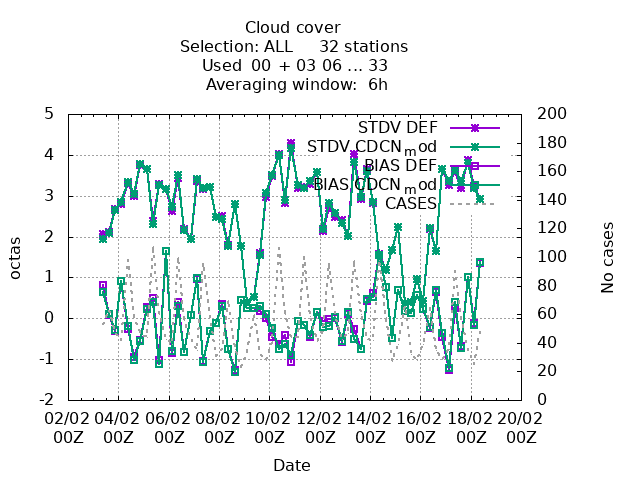 Cloud cover
Selection: ALL 32 stations
Used 00 + 03 06 ... 33
Averaging window: 6h
5 200
STDV DEF
180
STDV CDCNmod
4 160
BIAS DEF
BIAS CDCNmod
3 140
CASES
120
2
100
1 80
60
0
40
-1
20
-2 0
octas
No cases
02/02 04/02 06/02 08/02 10/02 12/02 14/02 16/02 18/02 20/02
00Z 00Z 00Z 00Z 00Z 00Z 00Z 00Z 00Z 00Z
Date